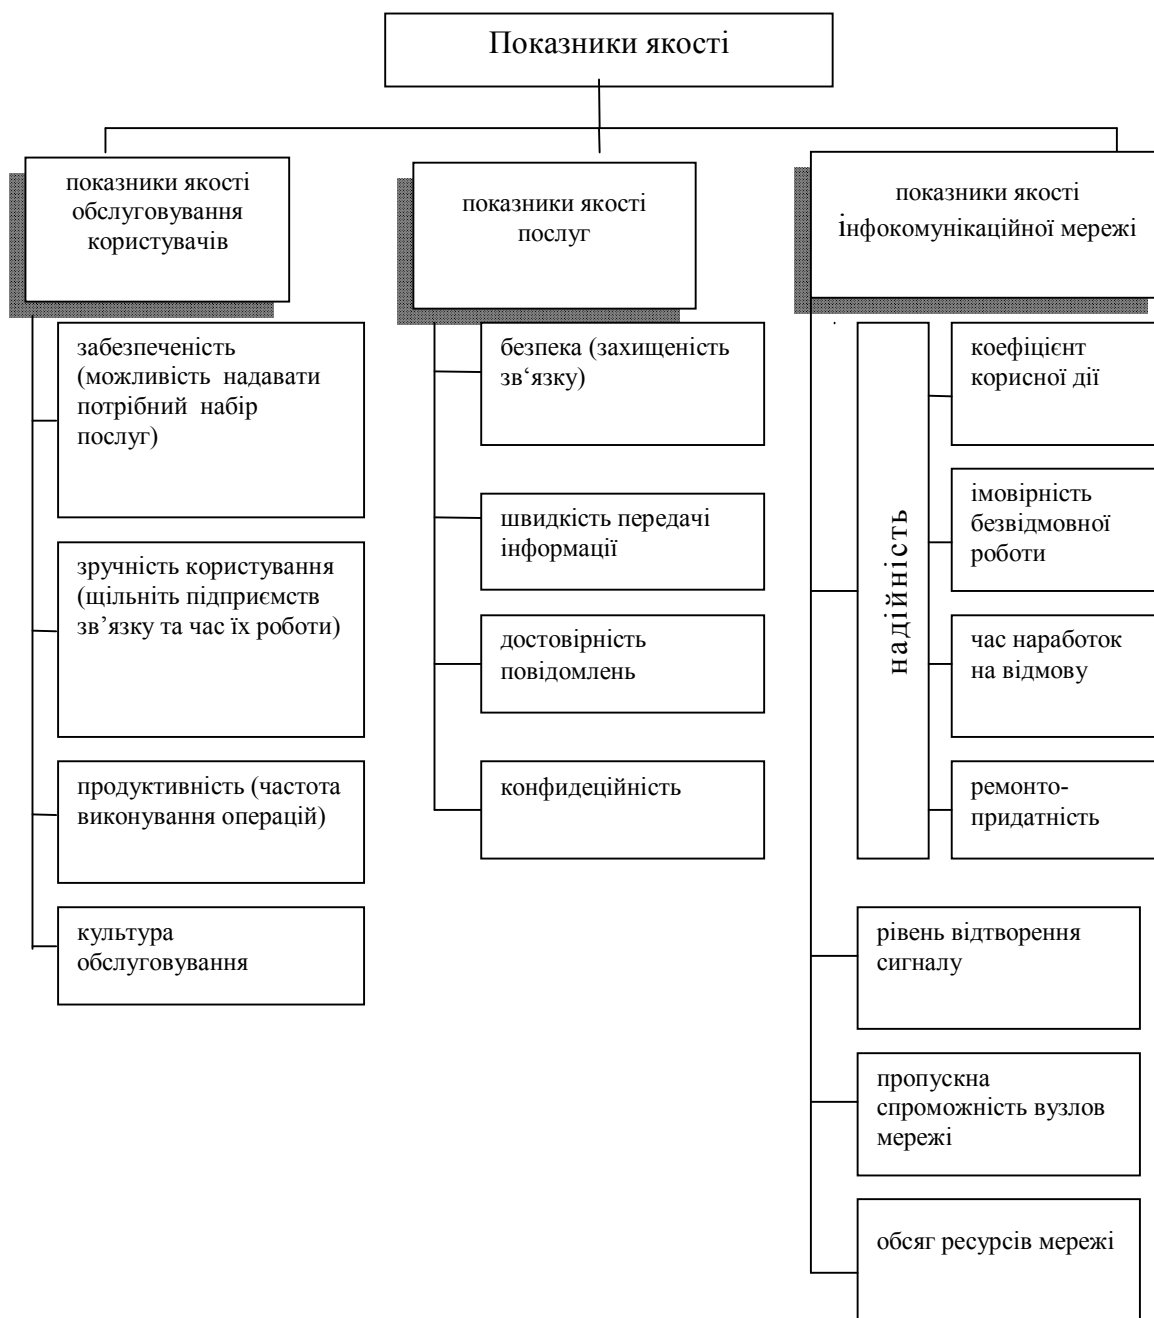 Показники якості
показники якості
обслуговування
користувачів
забезпеченість
(можливість надавати
потрібний набір
послуг)
зручність користування
(щільніть підприємств
зв’язку та час їх роботи)
продуктивність (частота
виконування операцій)
культура
обслуговування
показники якості
послуг
безпека (захищеність
зв‘язку)
швидкість передачі
інформації
достовірність
повідомлень
конфидеційність
показники якості
інфокомунікаційної мережі
надійність
коефіцієнт
корисної дії
імовірність
безвідмовної
роботи
час наработок
на відмову
ремонто-
придатність
рівень відтворення
сигналу
пропускна
спроможність вузлов
мережі
обсяг ресурсів мережі